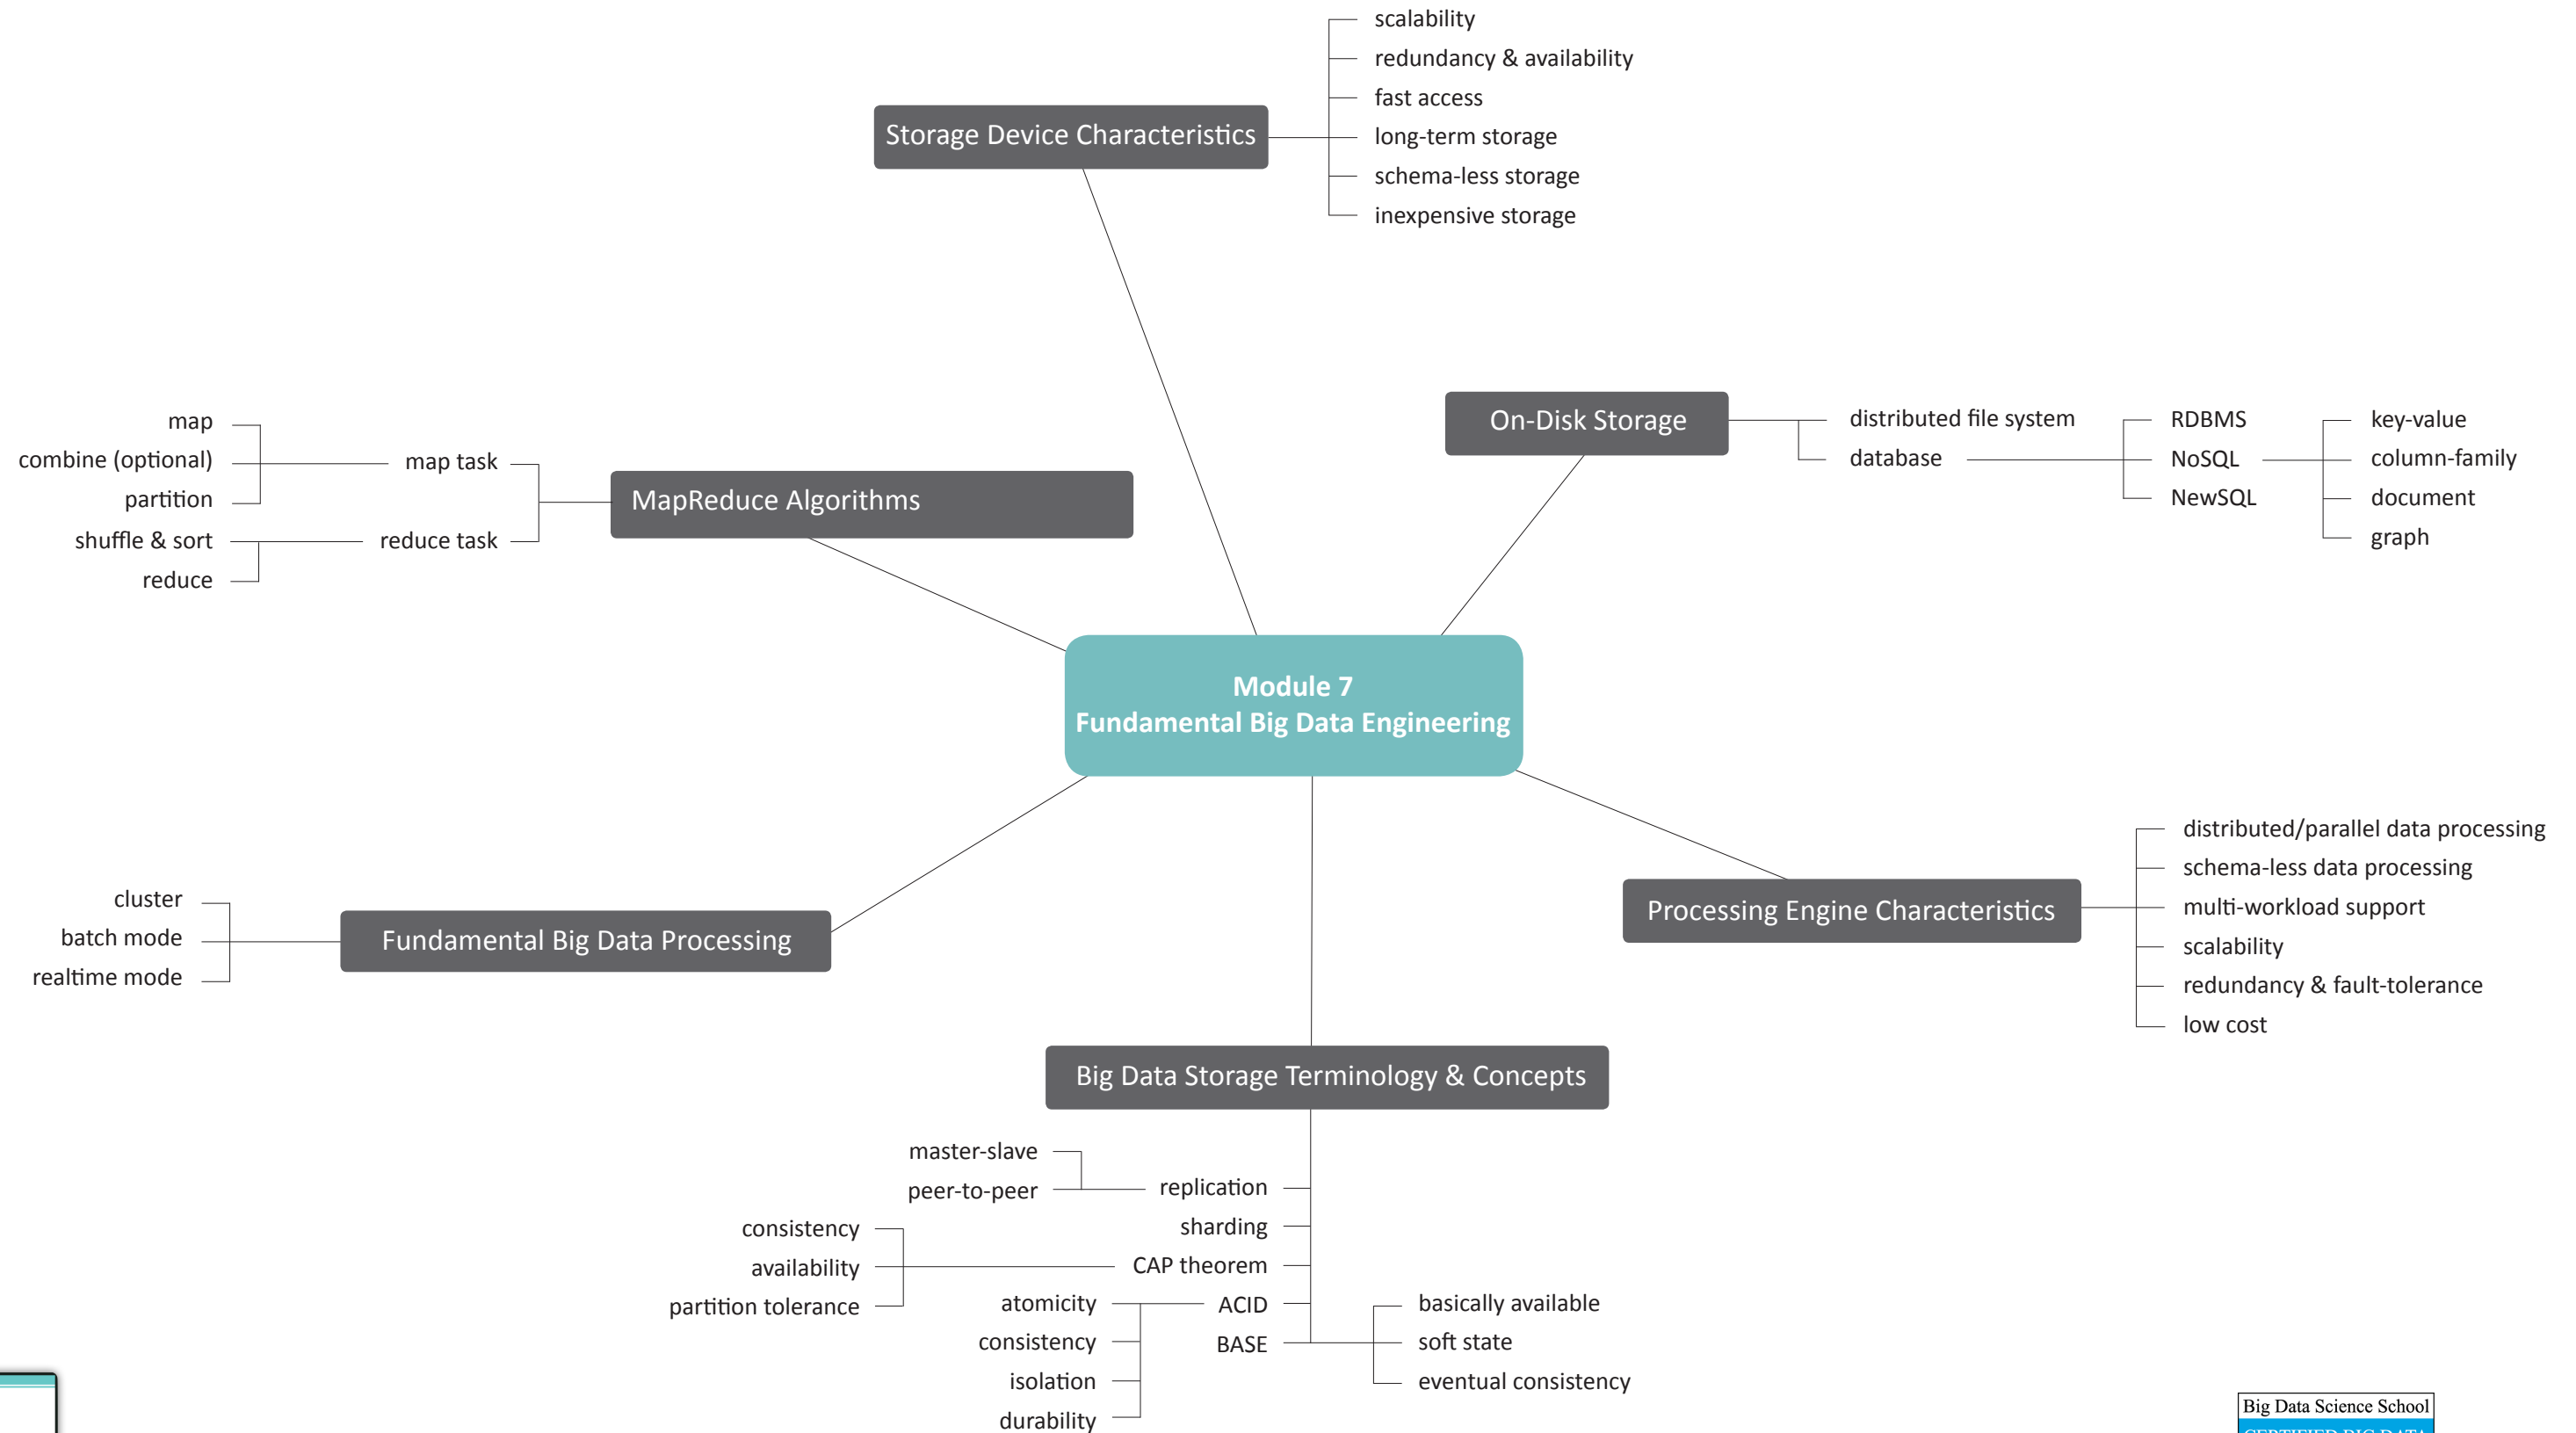 scalability
redundancy & availability
fast access
long-term storage
schema-less storage
inexpensive storage
Storage Device Characteristics
On-Disk Storage
distributed file system
database
RDBMS
NoSQL
NewSQL
key-value
column-family
document
graph
map
combine (optional)
partition
shuffle & sort
reduce
map task
reduce task
MapReduce Algorithms
Module 7
Fundamental Big Data Engineering
cluster
batch mode
realtime mode
Fundamental Big Data Processing
Processing Engine Characteristics
distributed/parallel data processing
schema-less data processing
multi-workload support
scalability
redundancy & fault-tolerance
low cost
Big Data Storage Terminology & Concepts
master-slave
peer-to-peer
replication
sharding
consistency
availability
partition tolerance
CAP theorem
atomicity
consistency
isolation
durability
ACID
BASE
basically available
soft state
eventual consistency
Big Data Science School
CERTIFIED BIG DATA